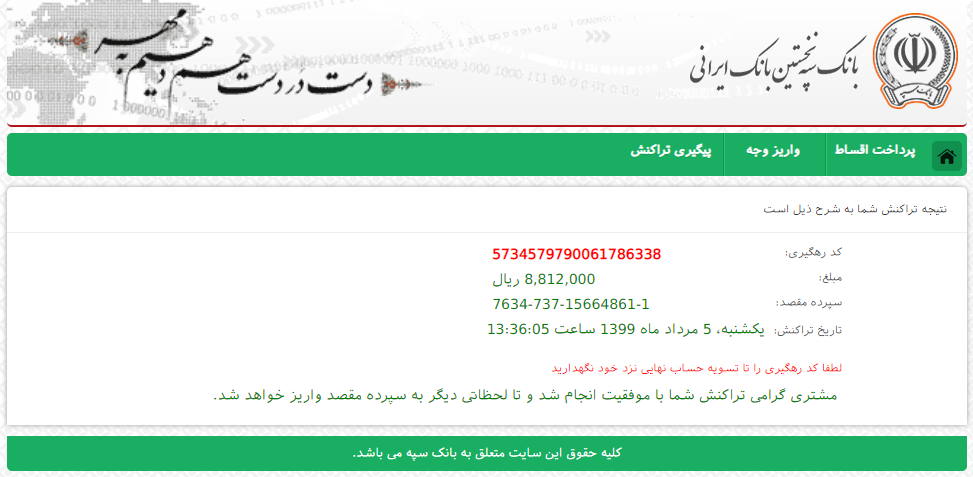 دست در دست هم دهیم به مهر
بانک سپه نخستین بانک ایرانی
بانک سپه
پرداخت اقساط
واریز وجه
پیگیری تراکنش
نتیجه تراکنش شما به شرح ذیل است
کد رهگیری: 5734579790061786338
مبلغ: 8,812,000 ریال
سپرده مقصد: 7634-737-15664861-1
تاریخ تراکنش: یکشنبه، 5 مرداد ماه 1399 ساعت 13:36:05
لطفا کد رهگیری را تا تسویه حساب نهایی نزد خود نگهدارید
مشتری گرامی تراکنش شما با موفقیت انجام شد و تا لحظاتی دیگر به سپرده مقصد واریز خواهد شد.
کلیه حقوق این سایت متعلق به بانک سپه می باشد.